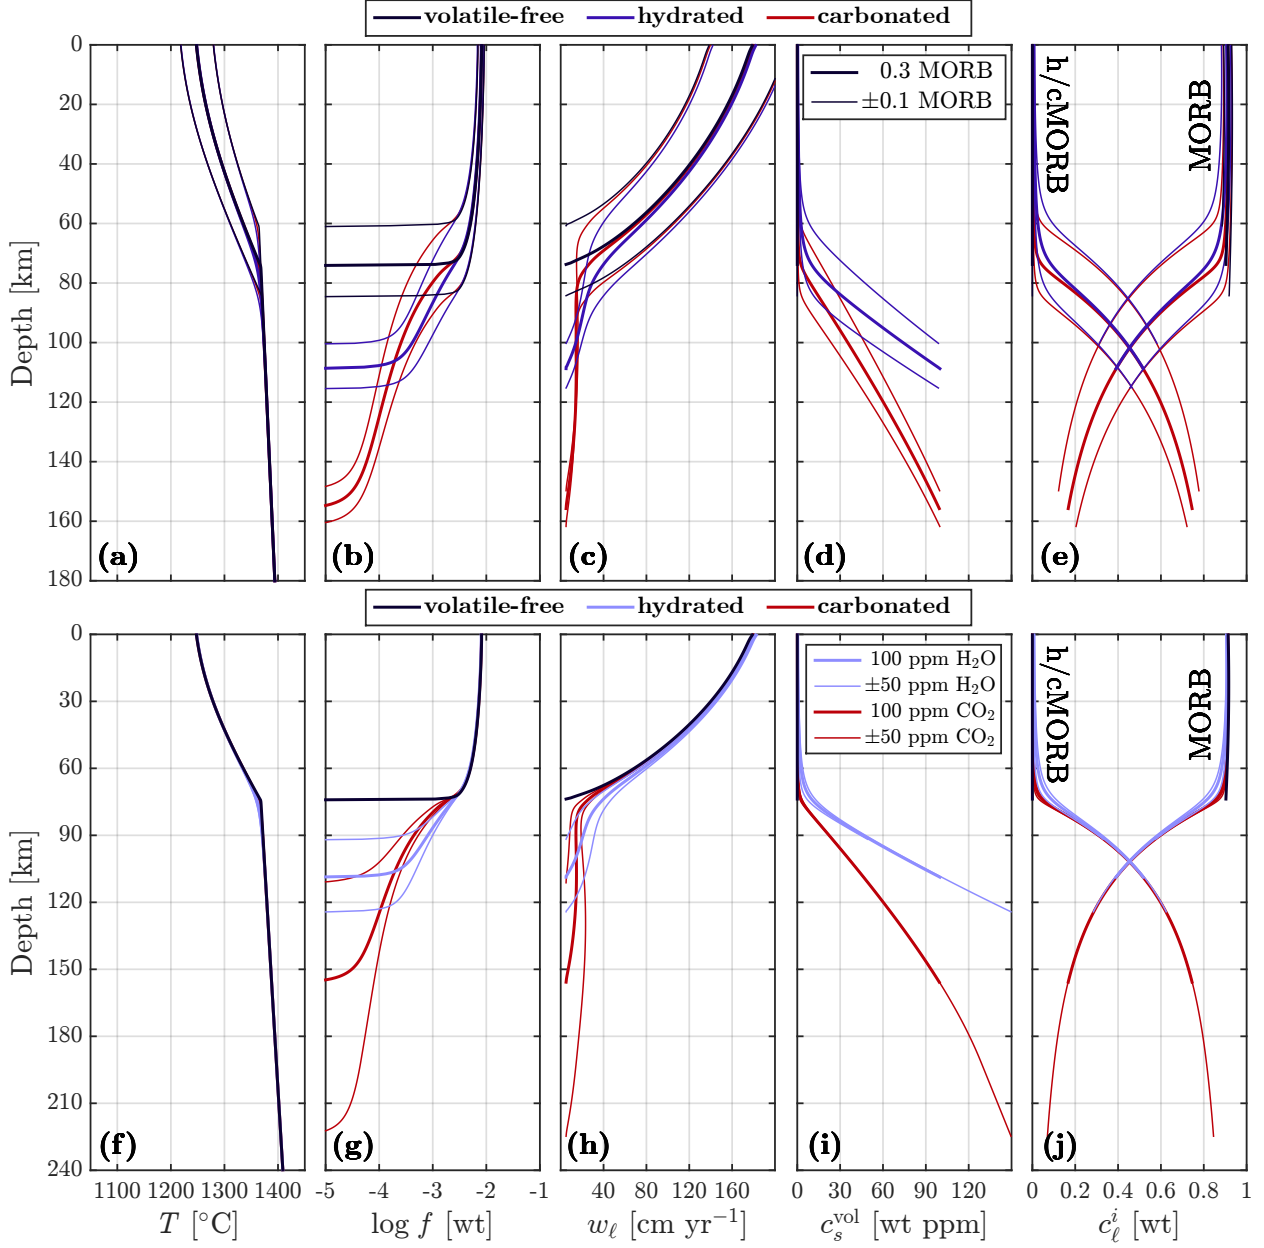 volatile-free hydrated carbonated
0
20
40
60
80
100
120
140
160
180
Depth [km]
(a)
(b)
(c)
0.3 MORB
±0.1 MORB
(d)
h/cMORB
MORB
(e)
volatile-free hydrated carbonated
0
30
60
90
120
150
180
210
240
Depth [km]
(f)
(g)
(h)
100 ppm H₂O
±50 ppm H₂O
100 ppm CO₂
±50 ppm CO₂
(i)
h/cMORB
MORB
(j)
1100 1200 1300 1400
-5 -4 -3 -2 -1
40 80 120 160
0 30 60 90 120
0 0.2 0.4 0.6 0.8 1
T [°C]
log f [wt]
w_ℓ [cm yr⁻¹]
c_s^vol [wt ppm]
c_ℓ^i [wt]